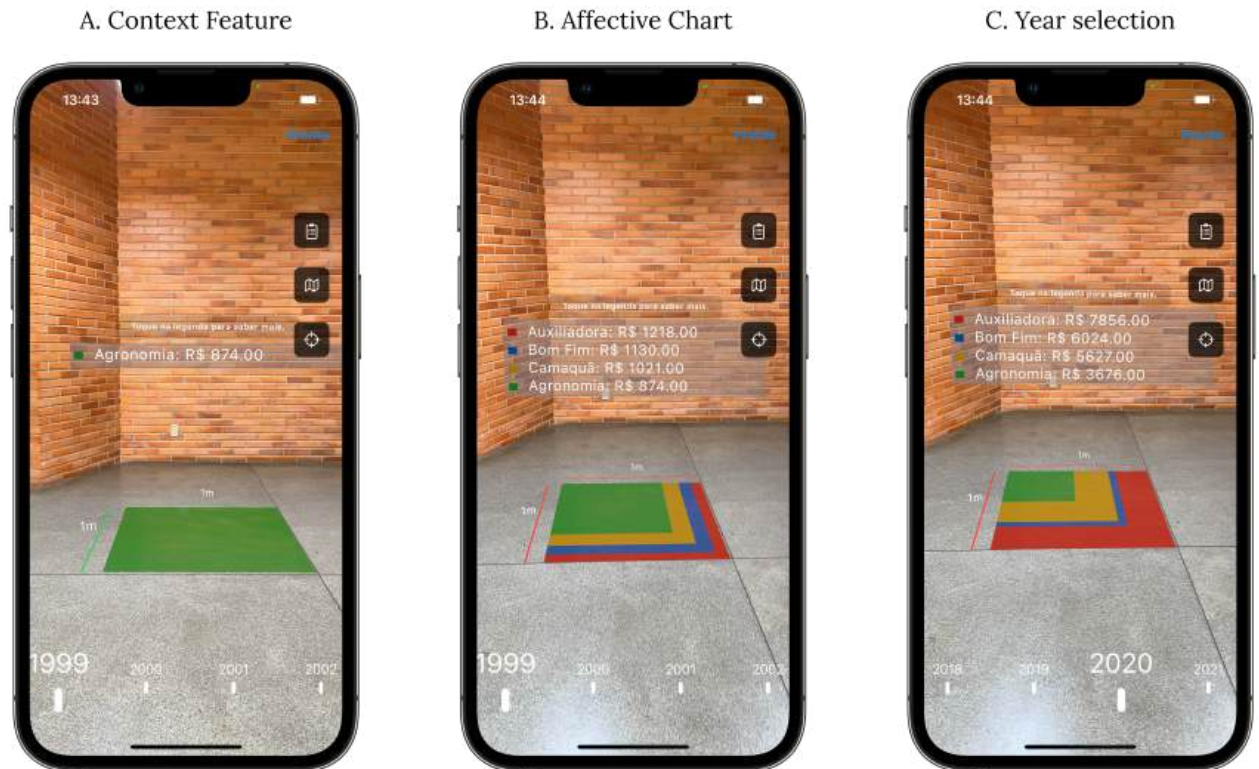 A. Context Feature
B. Affective Chart
C. Year selection
13:43
Toque na legenda para saber mais.
Agronomia: R$ 874.00
1m
1m
1999 2000 2001 2002
13:44
Toque na legenda para saber mais.
Auxiliadora: R$ 1218.00
Bom Fim: R$ 1130.00
Camaquã: R$ 1021.00
Agronomia: R$ 874.00
1m
1m
1999 2000 2001 2002
13:44
Toque na legenda para saber mais.
Auxiliadora: R$ 7856.00
Bom Fim: R$ 6024.00
Camaquã: R$ 5627.00
Agronomia: R$ 3676.00
1m
1m
2018 2019 2020 2021